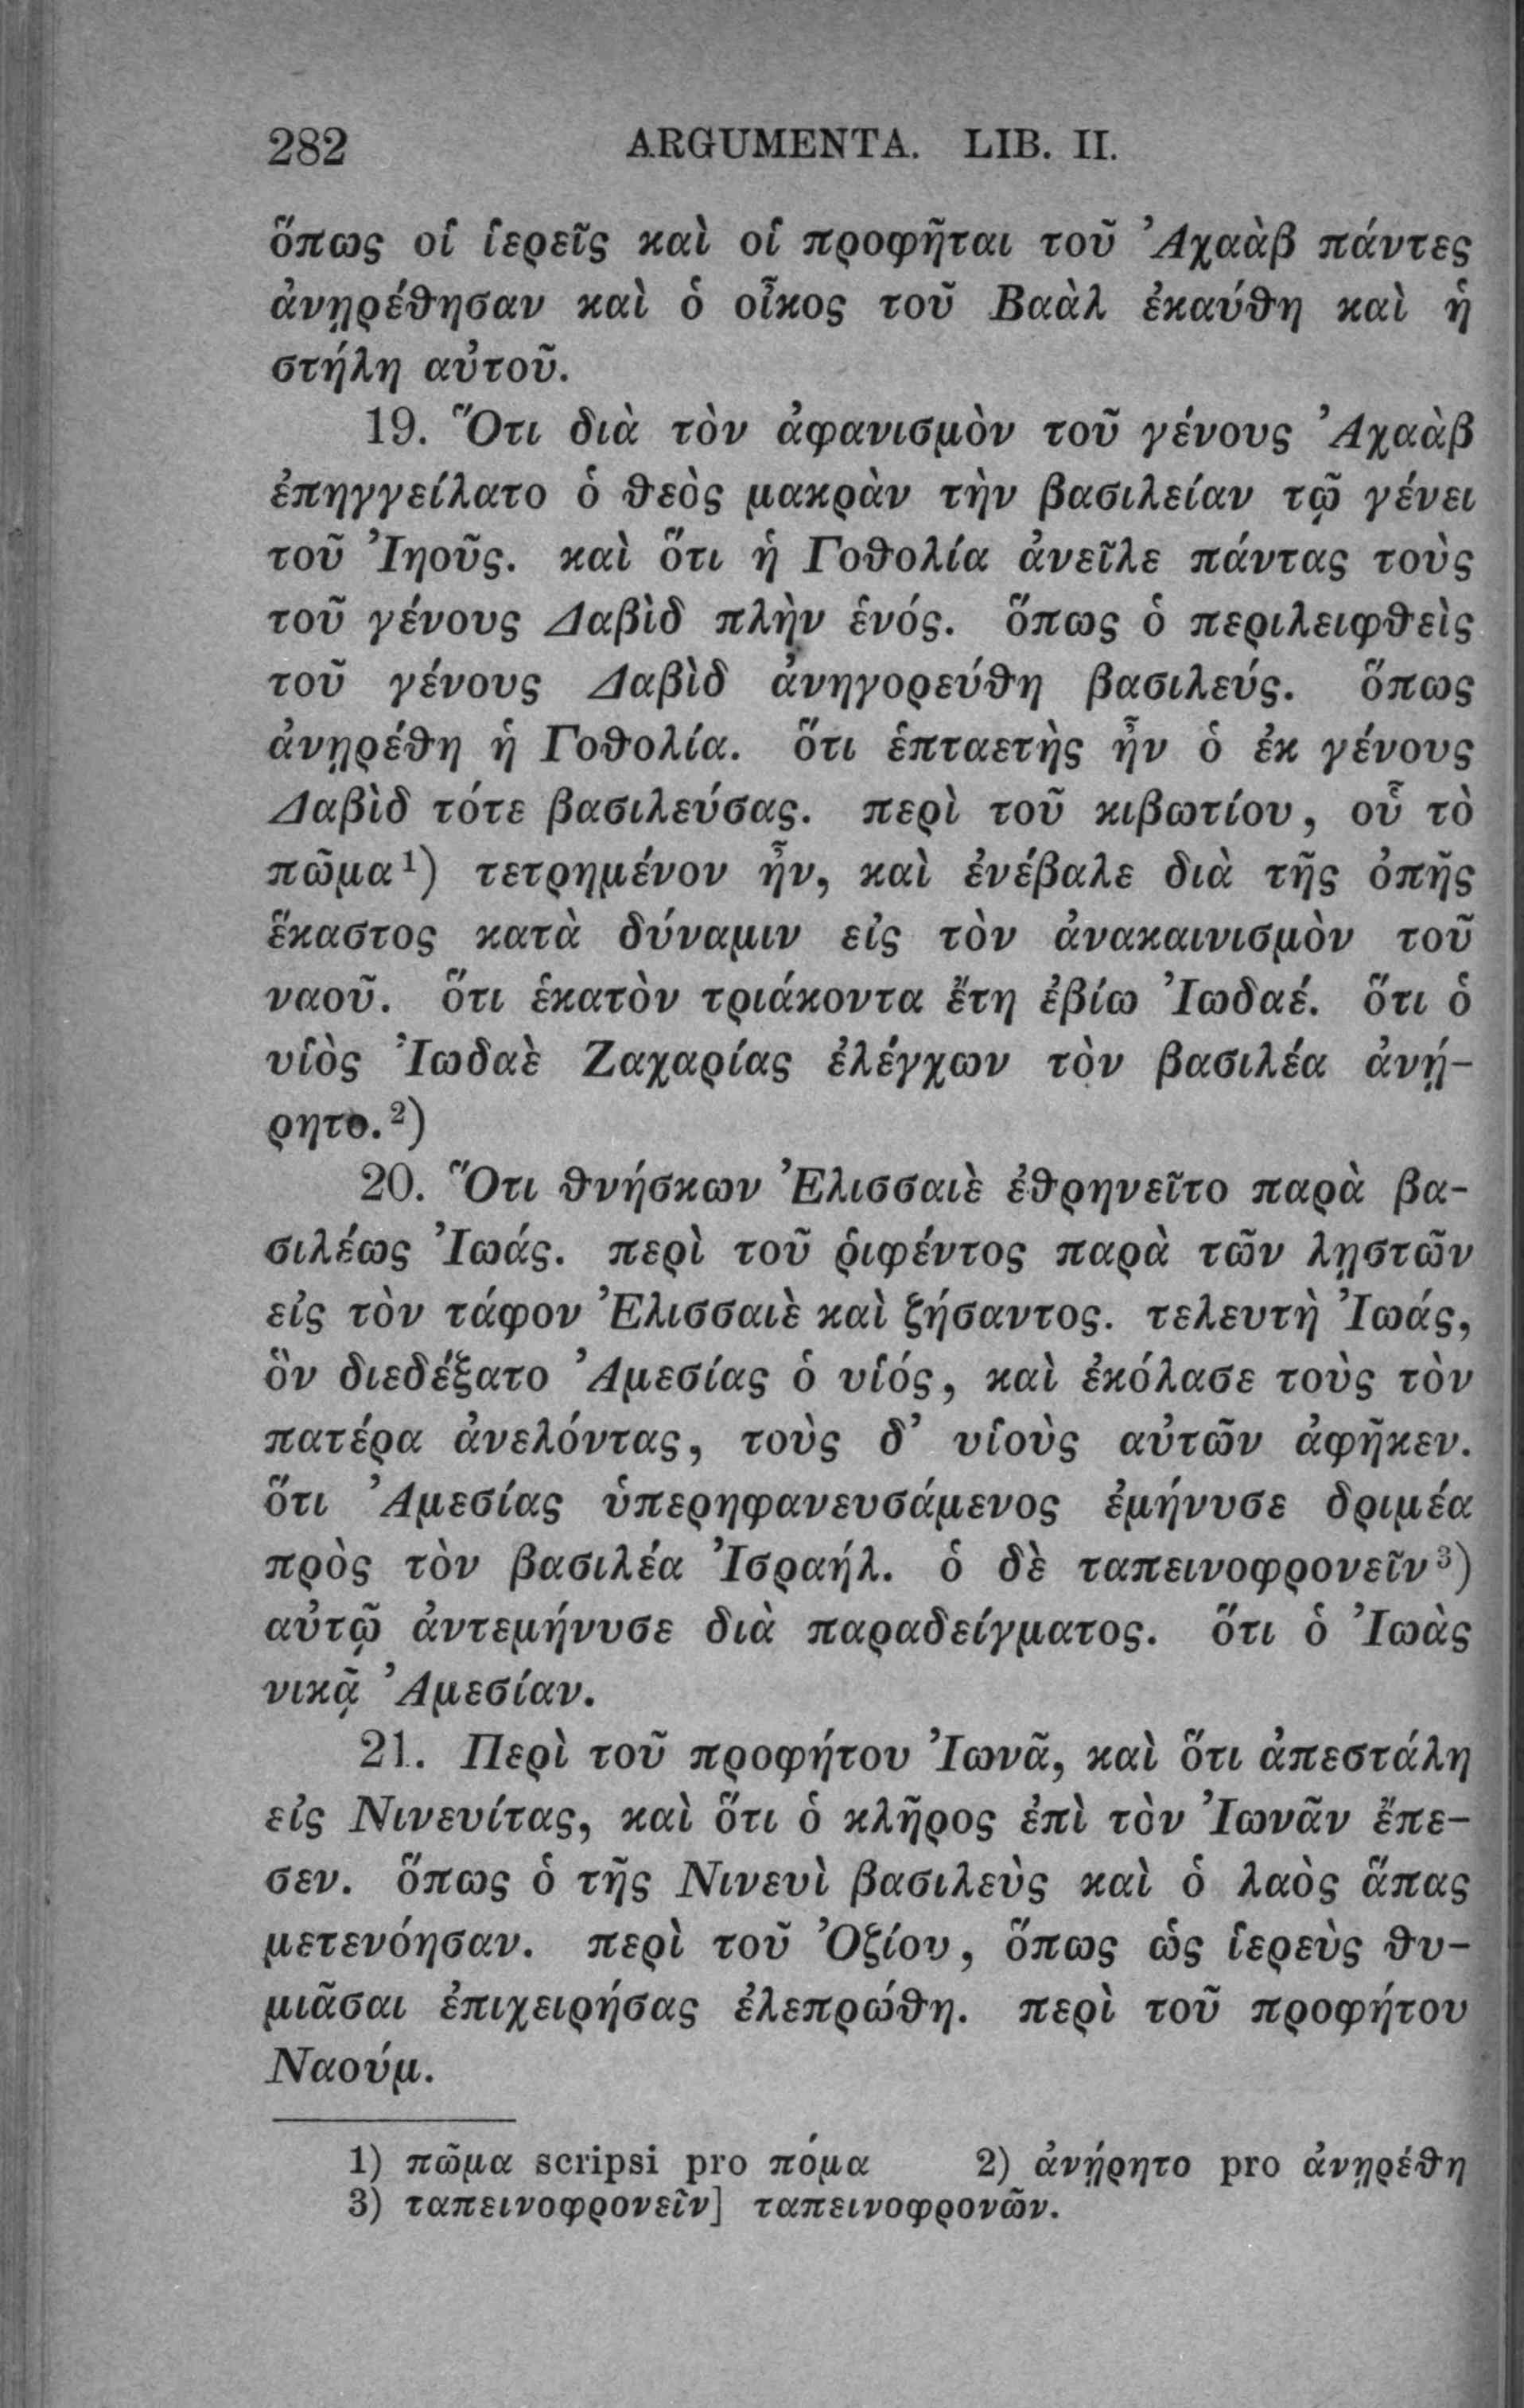 282 ARGUMENTA. LIB. II.
ὅπως οἱ ἱερεῖς καὶ οἱ προφῆται τοῦ Ἀχαὰβ πάντες
ἀνῃρέθησαν καὶ ὁ οἶκος τοῦ Βαὰλ ἐκαύθη καὶ ἡ
στήλη αὐτοῦ.
19. Ὅτι διὰ τὸν ἀφανισμὸν τοῦ γένους Ἀχαὰβ
ἐπηγγείλατο ὁ θεὸς μακρὰν τὴν βασιλείαν τῷ γένει
τοῦ Ἰηοῦς. καὶ ὅτι ἡ Γοθολία ἀνεῖλε πάντας τοὺς
τοῦ γένους Δαβὶδ πλὴν ἑνός. ὅπως ὁ περιλειφθεὶς
τοῦ γένους Δαβὶδ ἀνηγορεύθη βασιλεύς. ὅπως
ἀνῃρέθη ἡ Γοθολία. ὅτι ἑπταετὴς ἦν ὁ ἐκ γένους
Δαβὶδ τότε βασιλεύσας. περὶ τοῦ κιβωτίου, οὗ τὸ
πῶμα¹) τετρημένον ἦν, καὶ ἐνέβαλε διὰ τῆς ὀπῆς
ἕκαστος κατὰ δύναμιν εἰς τὸν ἀνακαινισμὸν τοῦ
ναοῦ. ὅτι ἑκατὸν τριάκοντα ἔτη ἐβίω Ἰωδαέ. ὅτι ὁ
υἱὸς Ἰωδαὲ Ζαχαρίας ἐλέγχων τὸν βασιλέα ἀνῄ-
ρητο.²)
20. Ὅτι θνήσκων Ἐλισσαιὲ ἐθρηνεῖτο παρὰ βα-
σιλέως Ἰωάς. περὶ τοῦ ῥιφέντος παρὰ τῶν λῃστῶν
εἰς τὸν τάφον Ἐλισσαιὲ καὶ ζήσαντος. τελευτὴ Ἰωάς,
ὃν διεδέξατο Ἀμεσίας ὁ υἱός, καὶ ἐκόλασε τοὺς τὸν
πατέρα ἀνελόντας, τοὺς δ’ υἱοὺς αὐτῶν ἀφῆκεν.
ὅτι Ἀμεσίας ὑπερηφανευσάμενος ἐμήνυσε δριμέα
πρὸς τὸν βασιλέα Ἰσραήλ. ὁ δὲ ταπεινοφρονεῖν³)
αὐτῷ ἀντεμήνυσε διὰ παραδείγματος. ὅτι ὁ Ἰωὰς
νικᾷ Ἀμεσίαν.
21. Περὶ τοῦ προφήτου Ἰωνᾶ, καὶ ὅτι ἀπεστάλη
εἰς Νινευίτας, καὶ ὅτι ὁ κλῆρος ἐπὶ τὸν Ἰωνᾶν ἔπε-
σεν. ὅπως ὁ τῆς Νινευὶ βασιλεὺς καὶ ὁ λαὸς ἅπας
μετενόησαν. περὶ τοῦ Ὀζίου, ὅπως ὡς ἱερεὺς θυ-
μιᾶσαι ἐπιχειρήσας ἐλεπρώθη. περὶ τοῦ προφήτου
Ναούμ.
1) πῶμα scripsi pro πόμα 2) ἀνῄρητο pro ἀνῃρέθη
3) ταπεινοφρονεῖν] ταπεινοφρονῶν.